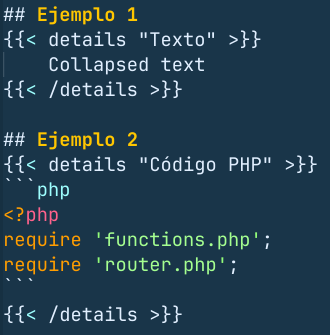 ## Ejemplo 1
{{< details "Texto" >}}
    Collapsed text
{{< /details >}}

## Ejemplo 2
{{< details "Código PHP" >}}
```php
<?php
require 'functions.php';
require 'router.php';
```
{{< /details >}}